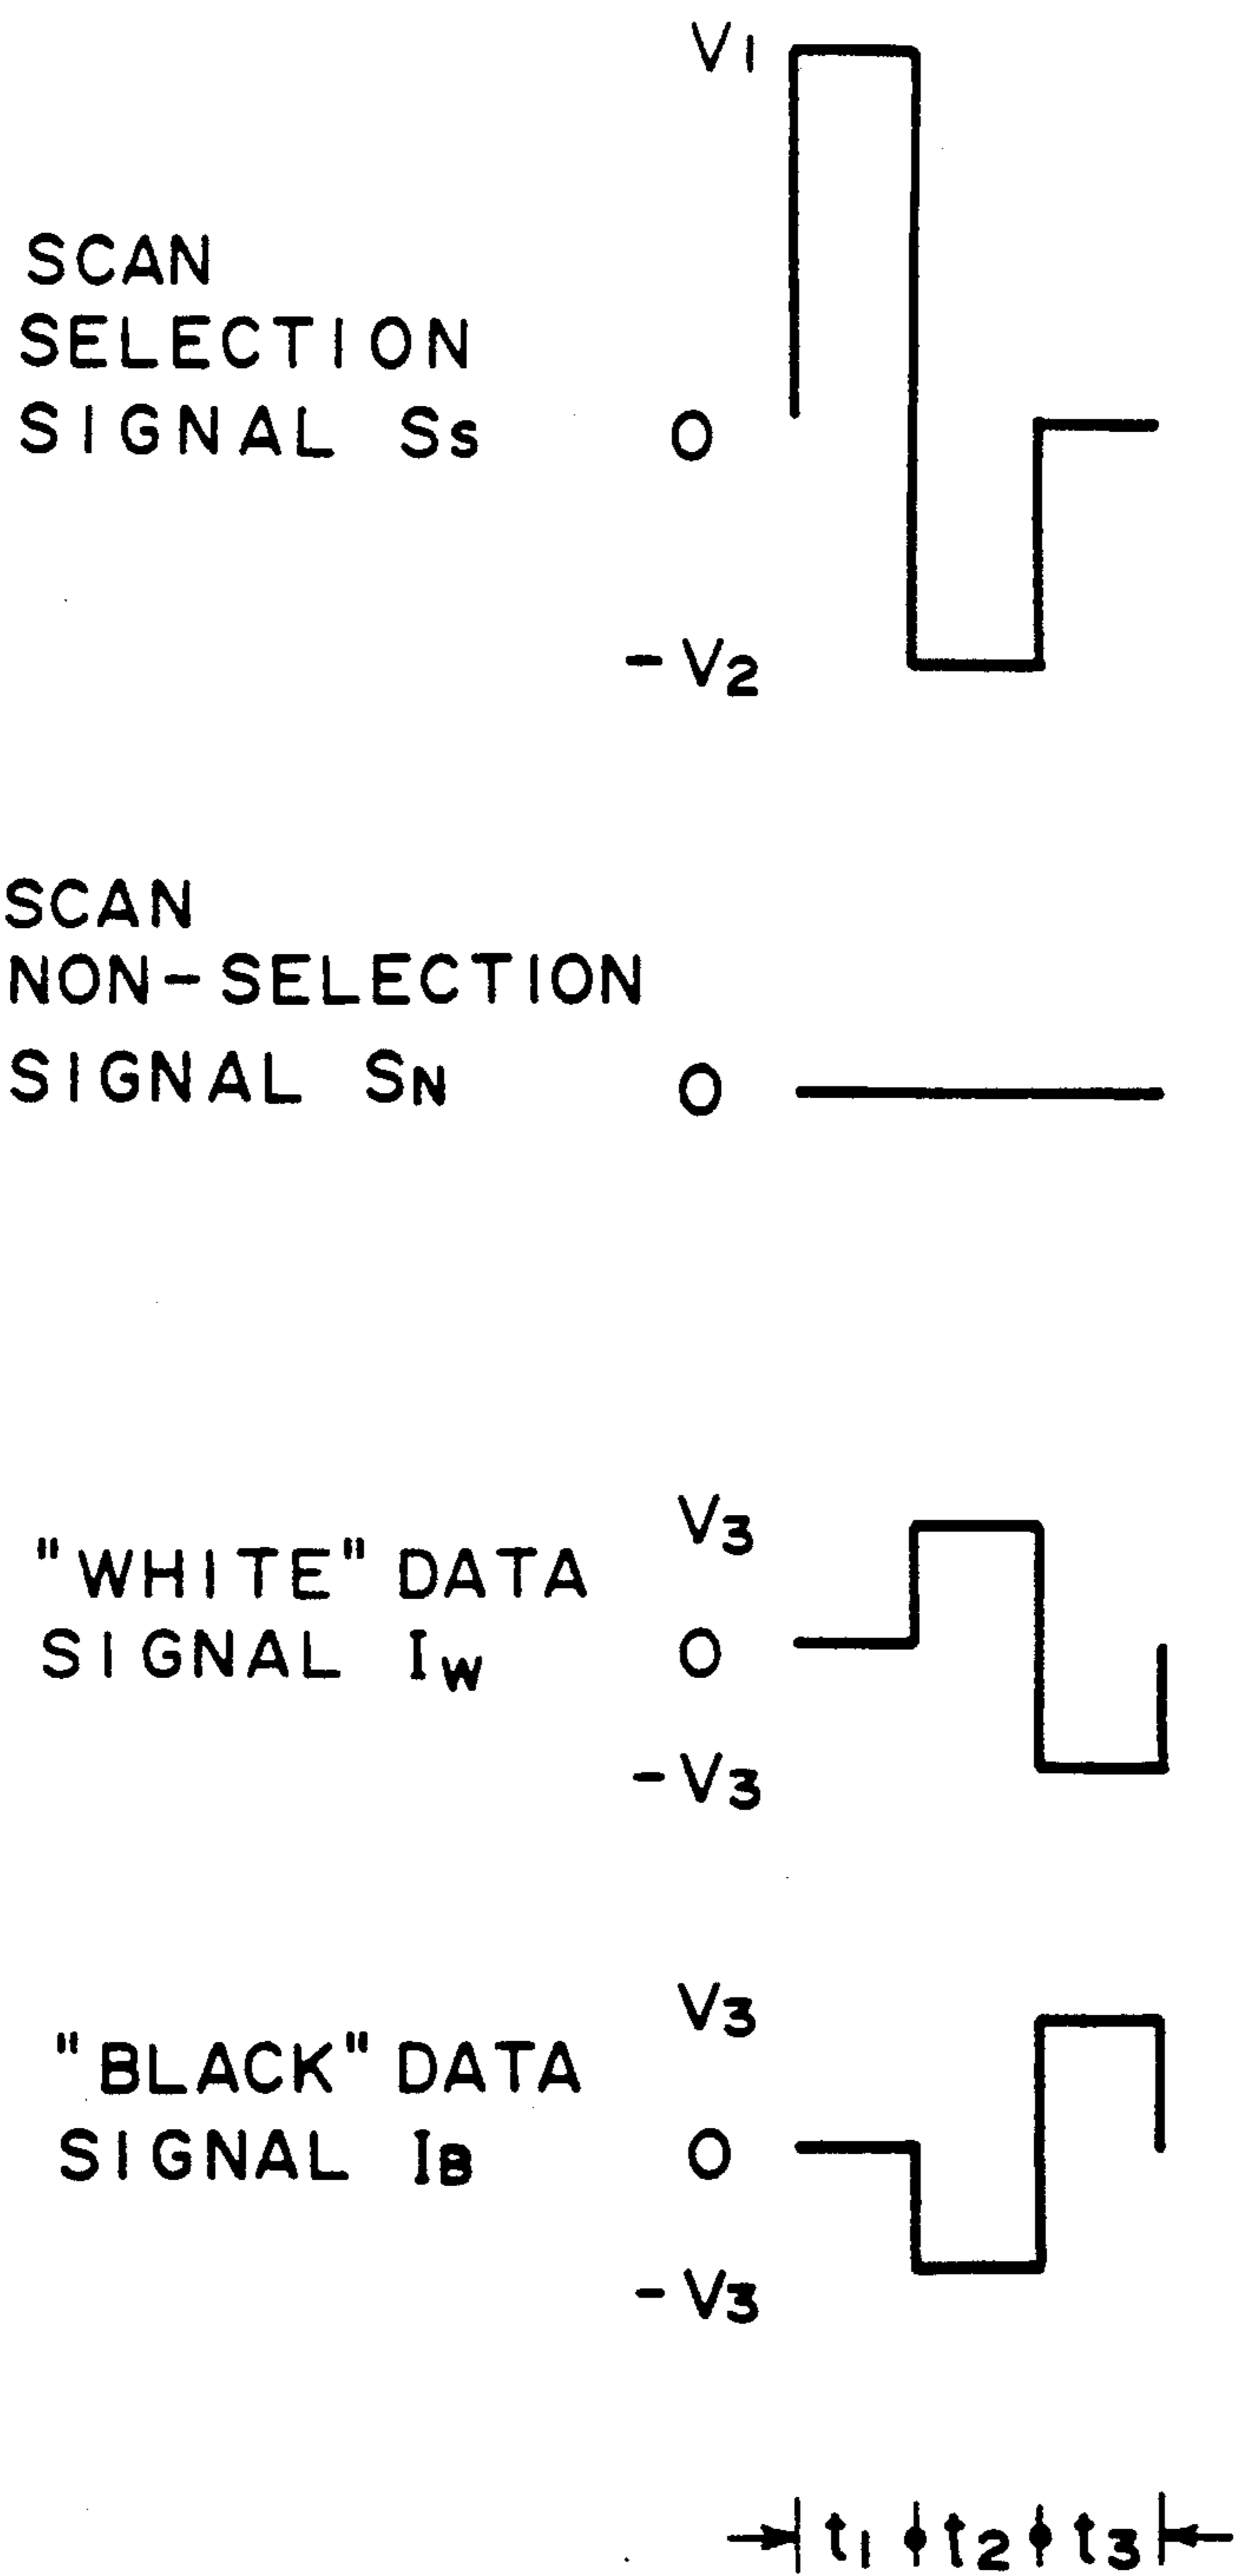 V1
SCAN
SELECTION
SIGNAL Ss
0
-V2
SCAN
NON-SELECTION
SIGNAL SN
0
V3
"WHITE" DATA
SIGNAL IW
0
-V3
V3
"BLACK" DATA
SIGNAL IB
0
-V3
t1 t2 t3